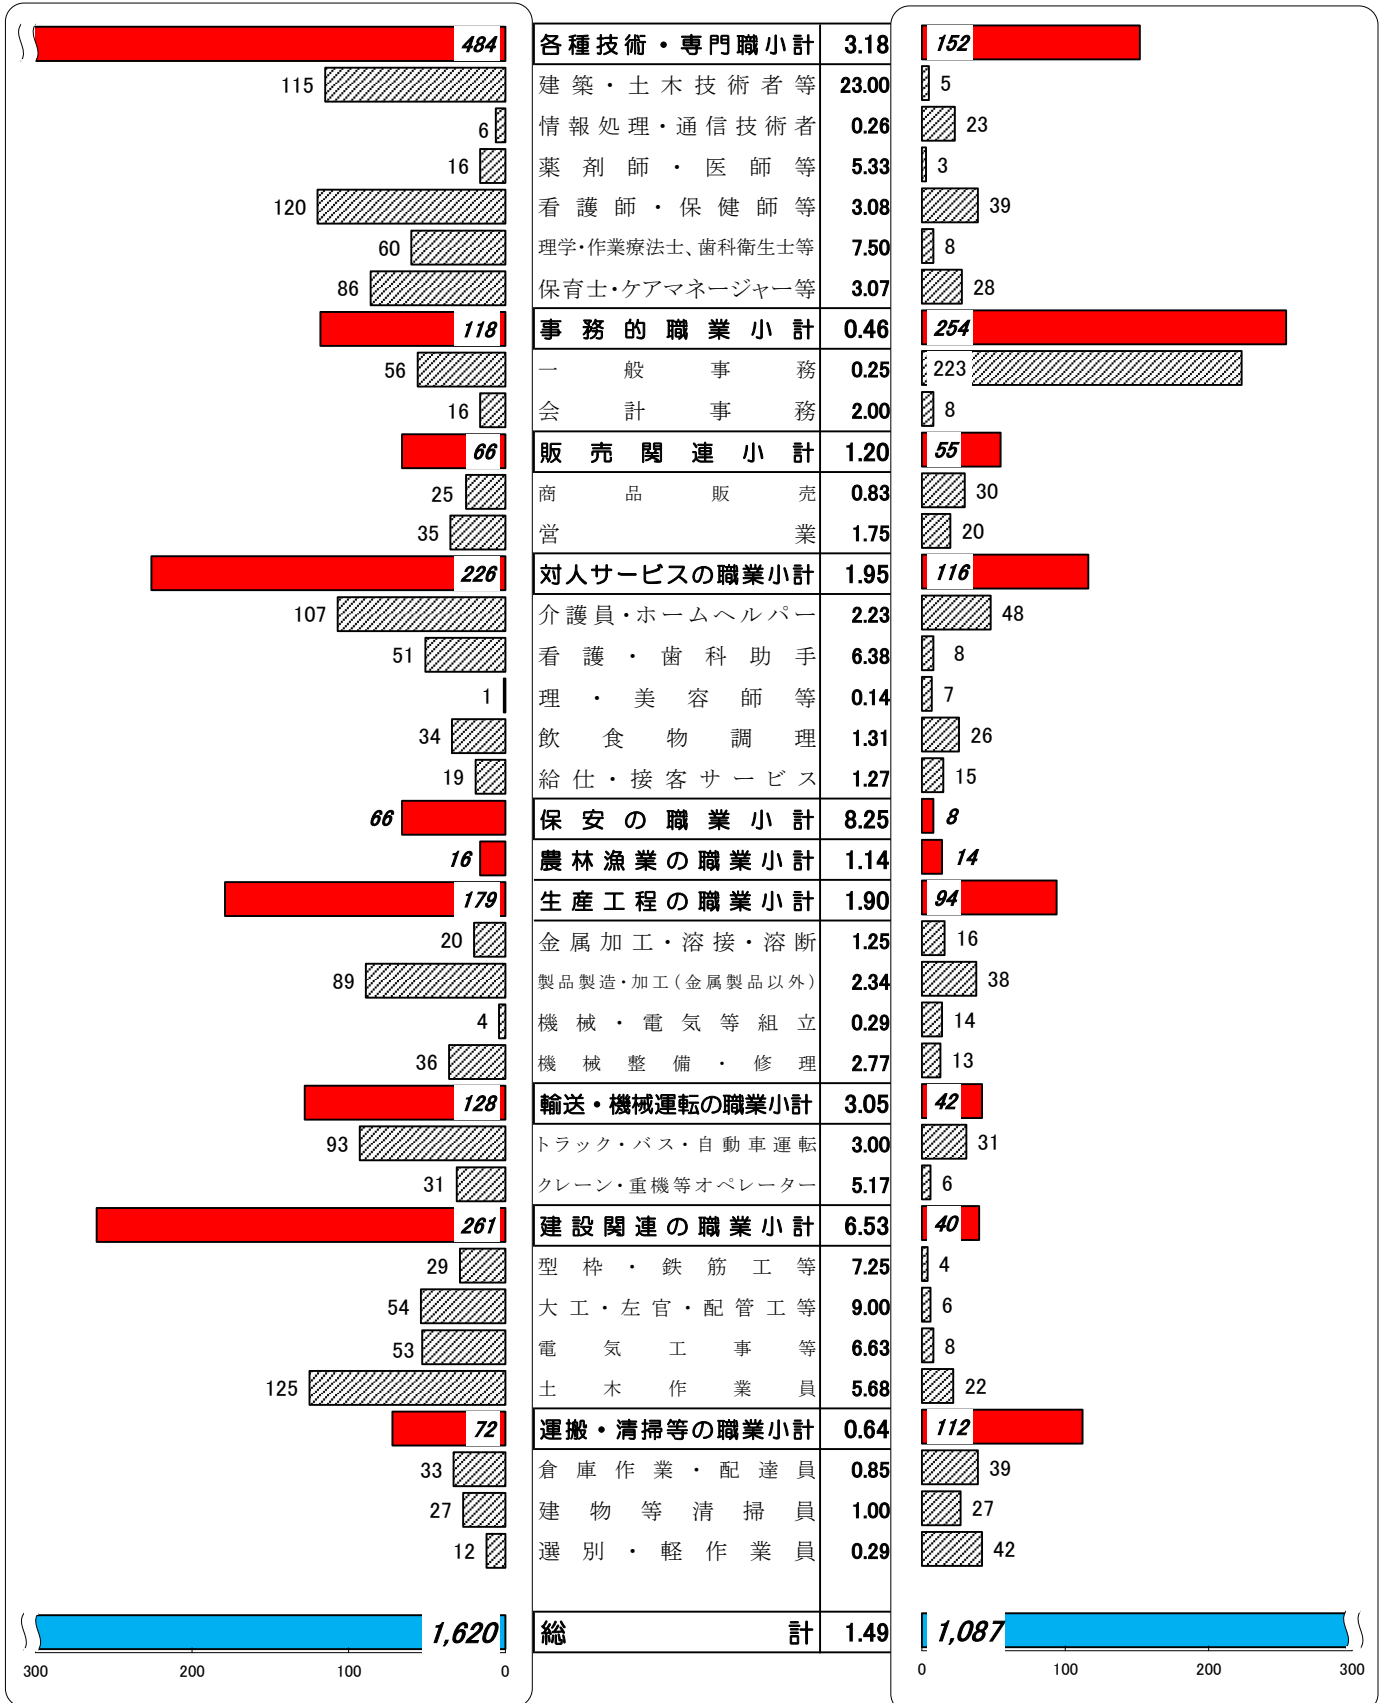 484 各種技術・専門職小計 3.18 152
115 建築・土木技術者等 23.00 5
6 情報処理・通信技術者 0.26 23
16 薬剤師・医師等 5.33 3
120 看護師・保健師等 3.08 39
60 理学・作業療法士、歯科衛生士等 7.50 8
86 保育士・ケアマネージャー等 3.07 28
118 事務的職業小計 0.46 254
56 一般事務 0.25 223
16 会計事務 2.00 8
66 販売関連小計 1.20 55
25 商品販売 0.83 30
35 営業 1.75 20
226 対人サービスの職業小計 1.95 116
107 介護員・ホームヘルパー 2.23 48
51 看護・歯科助手 6.38 8
1 理・美容師等 0.14 7
34 飲食物調理 1.31 26
19 給仕・接客サービス 1.27 15
66 保安の職業小計 8.25 8
16 農林漁業の職業小計 1.14 14
179 生産工程の職業小計 1.90 94
20 金属加工・溶接・溶断 1.25 16
89 製品製造・加工(金属製品以外) 2.34 38
4 機械・電気等組立 0.29 14
36 機械整備・修理 2.77 13
128 輸送・機械運転の職業小計 3.05 42
93 トラック・バス・自動車運転 3.00 31
31 クレーン・重機等オペレーター 5.17 6
261 建設関連の職業小計 6.53 40
29 型枠・鉄筋工等 7.25 4
54 大工・左官・配管工等 9.00 6
53 電気工事等 6.63 8
125 土木作業員 5.68 22
72 運搬・清掃等の職業小計 0.64 112
33 倉庫作業・配達員 0.85 39
27 建物等清掃員 1.00 27
12 選別・軽作業員 0.29 42
1,620 総計 1.49 1,087
300 200 100 0 0 100 200 300